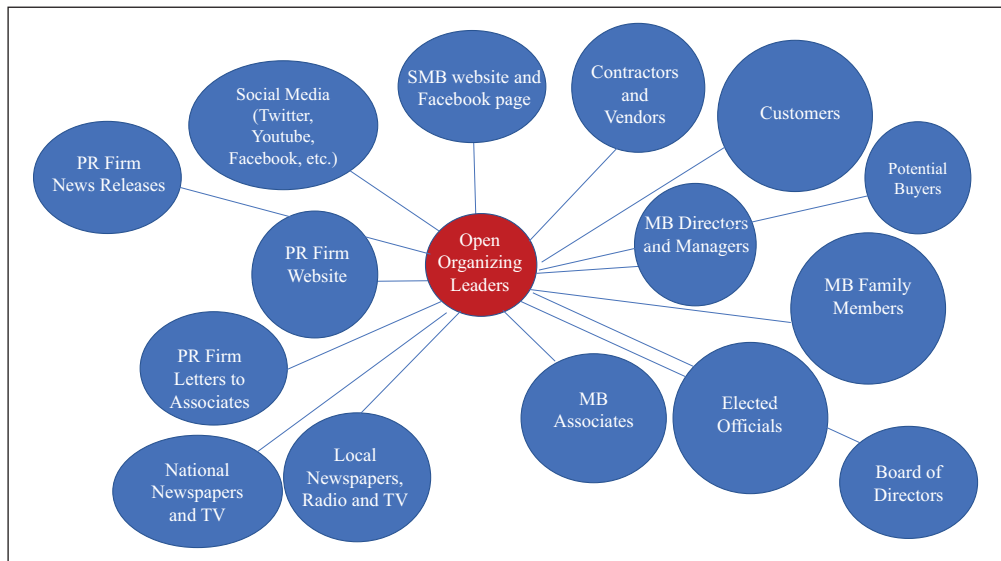 SMB website and
Facebook page
Contractors
and
Vendors
Customers
Social Media
(Twitter,
Youtube,
Facebook, etc.)
PR Firm
News Releases
Potential
Buyers
MB Directors
and Managers
Open
Organizing
Leaders
PR Firm
Website
MB Family
Members
PR Firm
Letters to
Associates
MB
Associates
Elected
Officials
National
Newspapers
and TV
Local
Newspapers,
Radio and TV
Board of
Directors